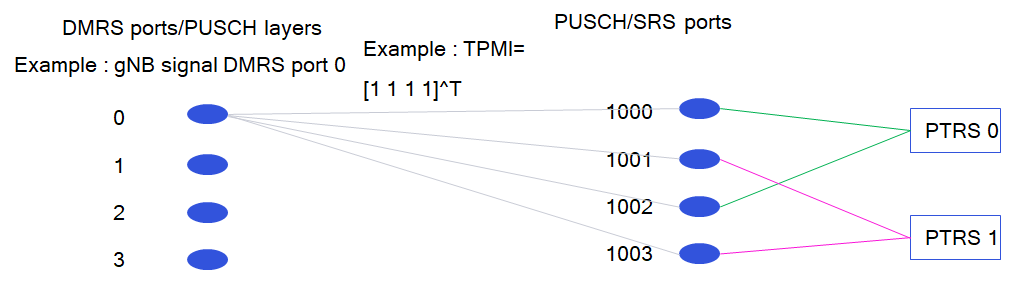 DMRS ports/PUSCH layers
Example : gNB signal DMRS port 0
Example : TPMI=
[1 1 1 1]^T
PUSCH/SRS ports
0
1
2
3
1000
1001
1002
1003
PTRS 0
PTRS 1